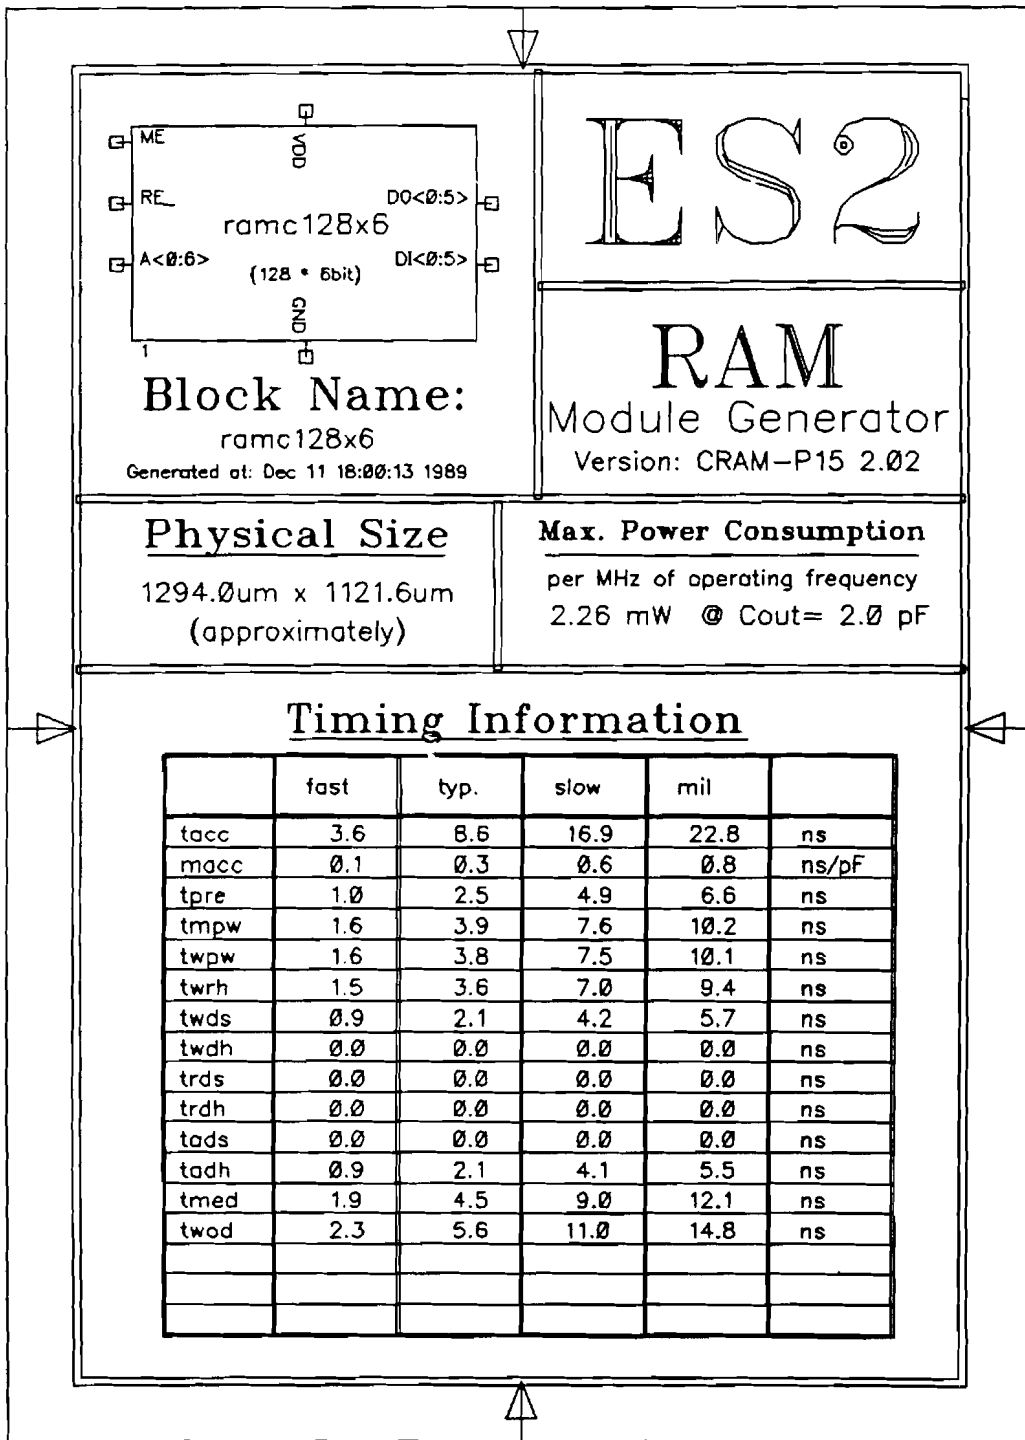 ME
VDD
RE_
DO<0:5>
ramc128x6
A<0:6>
(128 * 6bit)
DI<0:5>
GND
1
Block Name:
ramc128x6
Generated at: Dec 11 18:00:13 1989
ES2
RAM
Module Generator
Version: CRAM-P15 2.02
Physical Size
1294.0um x 1121.6um
(approximately)
Max. Power Consumption
per MHz of operating frequency
2.26 mW @ Cout= 2.0 pF
Timing Information
fast typ. slow mil
tacc 3.6 8.6 16.9 22.8 ns
macc 0.1 0.3 0.6 0.8 ns/pF
tpre 1.0 2.5 4.9 6.6 ns
tmpw 1.6 3.9 7.6 10.2 ns
twpw 1.6 3.8 7.5 10.1 ns
twrh 1.5 3.6 7.0 9.4 ns
twds 0.9 2.1 4.2 5.7 ns
twdh 0.0 0.0 0.0 0.0 ns
trds 0.0 0.0 0.0 0.0 ns
trdh 0.0 0.0 0.0 0.0 ns
tads 0.0 0.0 0.0 0.0 ns
tadh 0.9 2.1 4.1 5.5 ns
tmed 1.9 4.5 9.0 12.1 ns
twod 2.3 5.6 11.0 14.8 ns